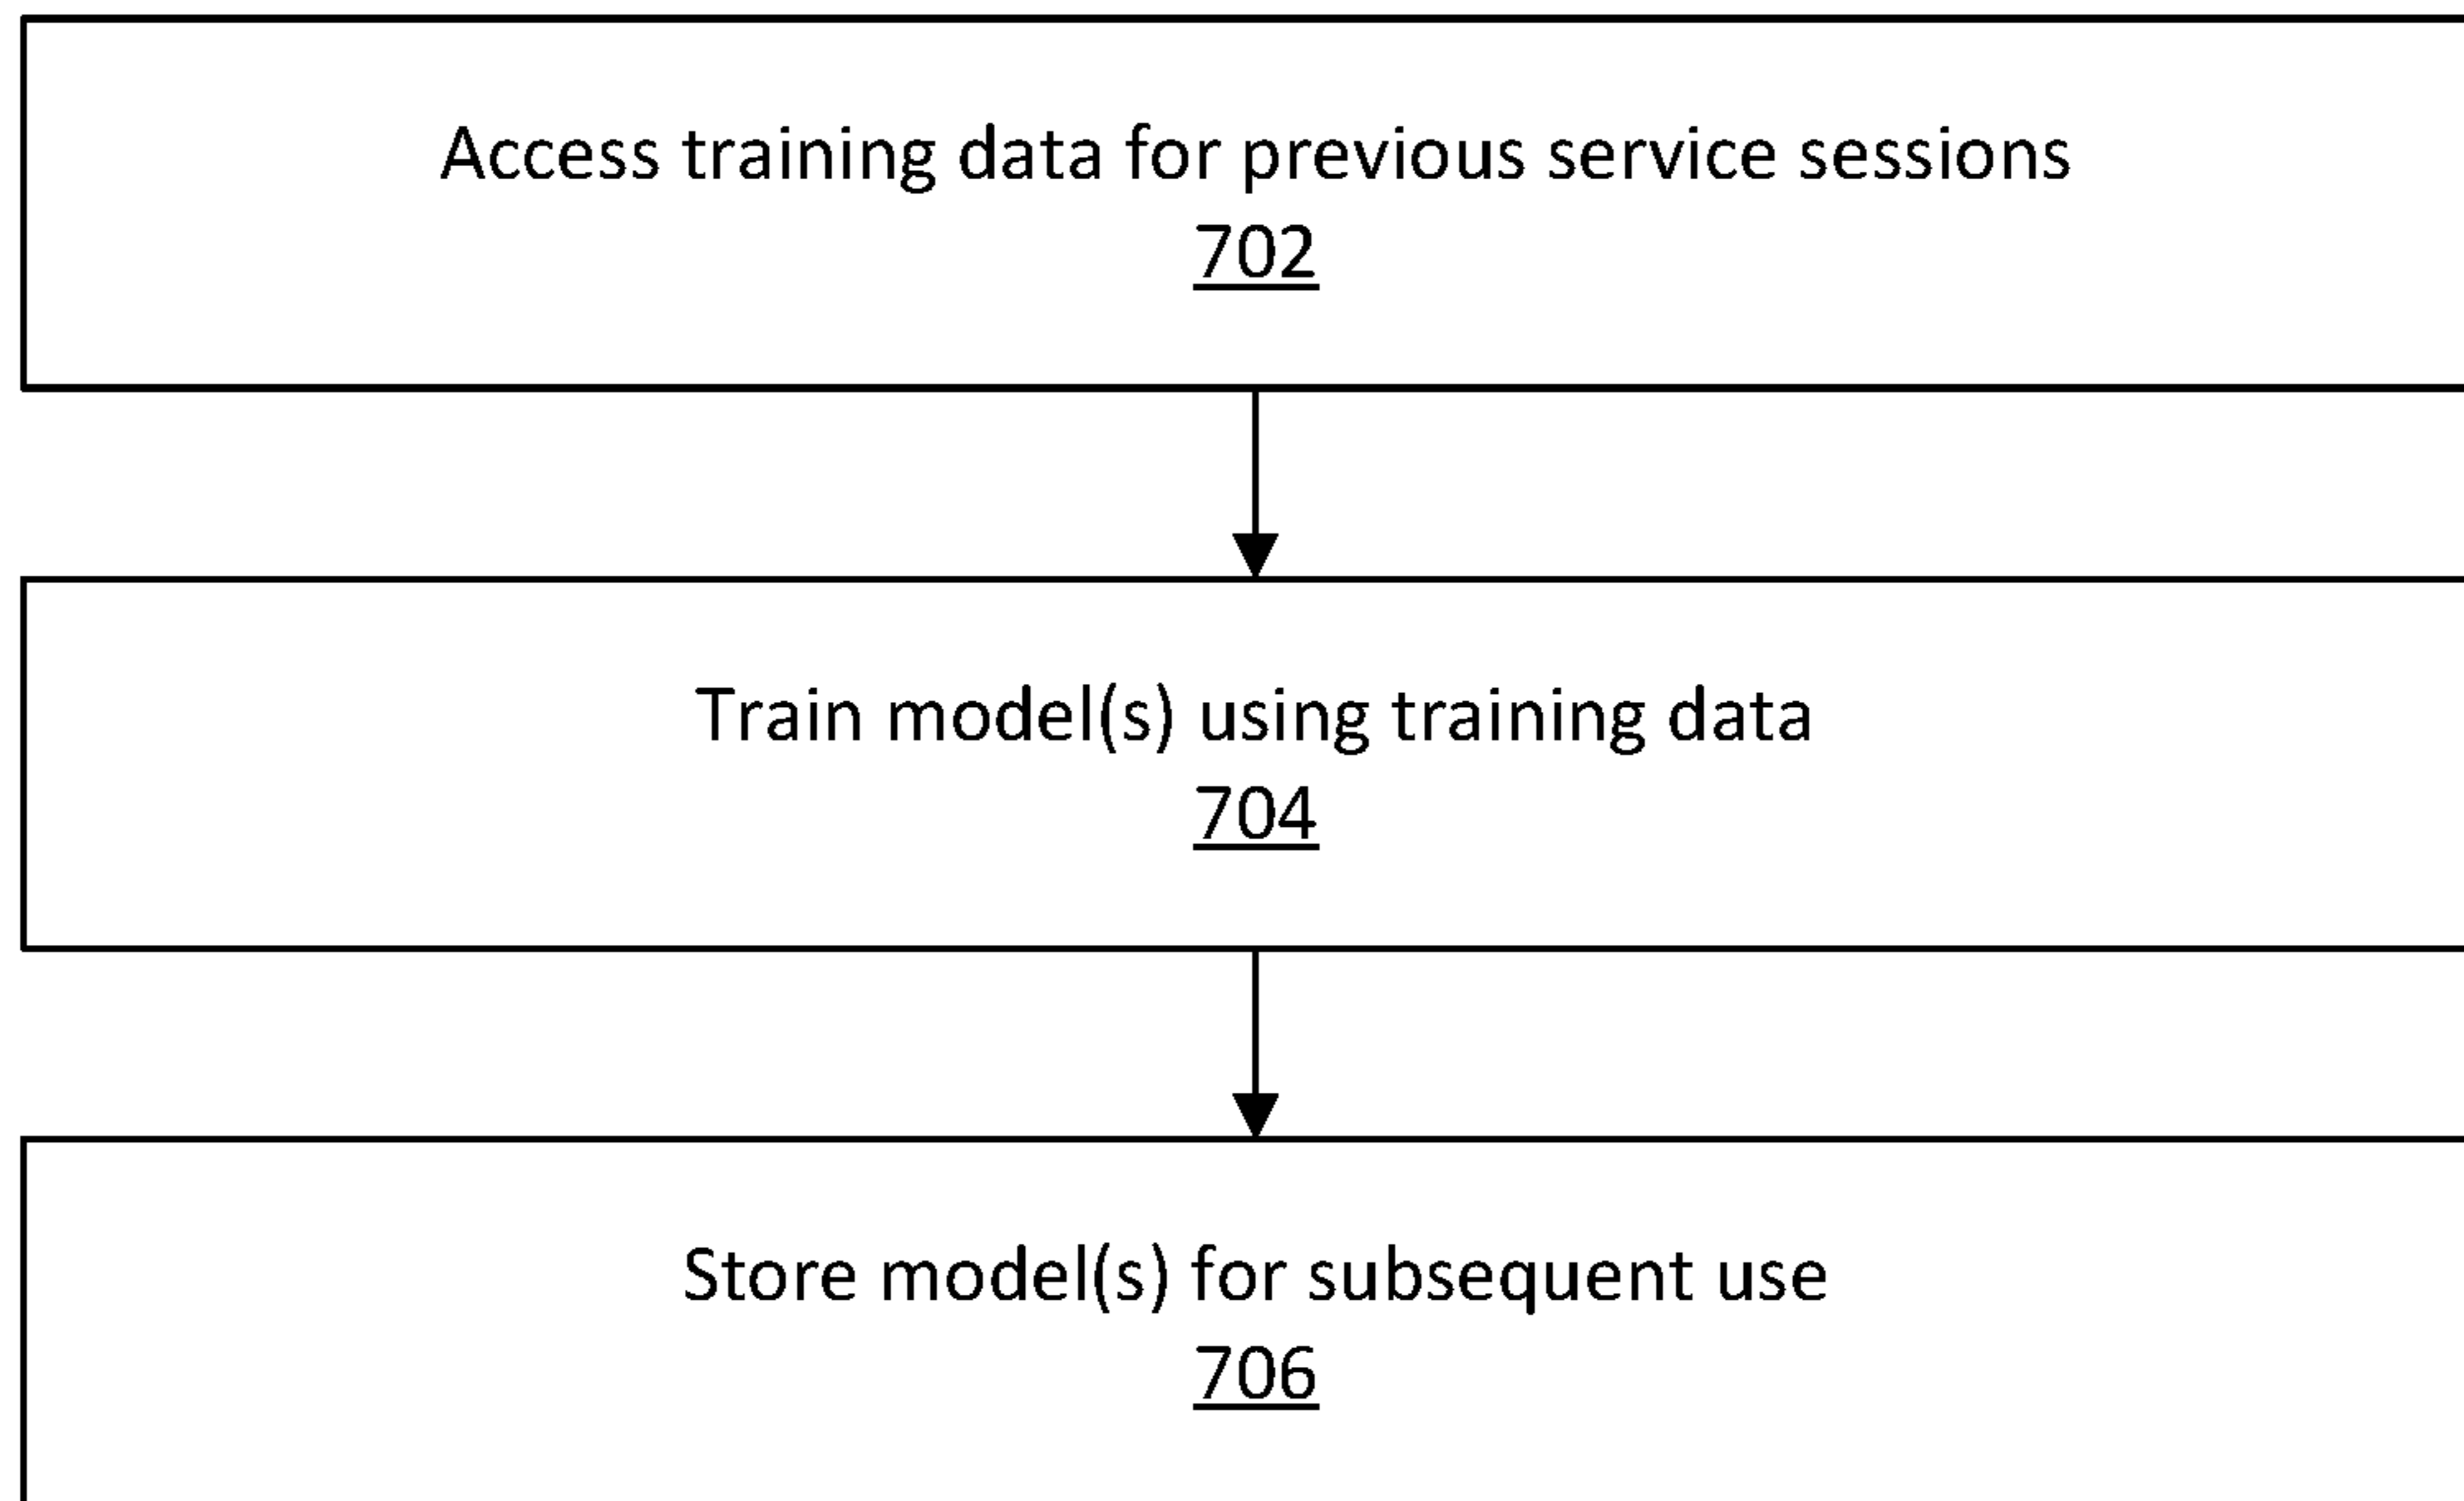 Access training data for previous service sessions
702
Train model(s) using training data
704
Store model(s) for subsequent use
706